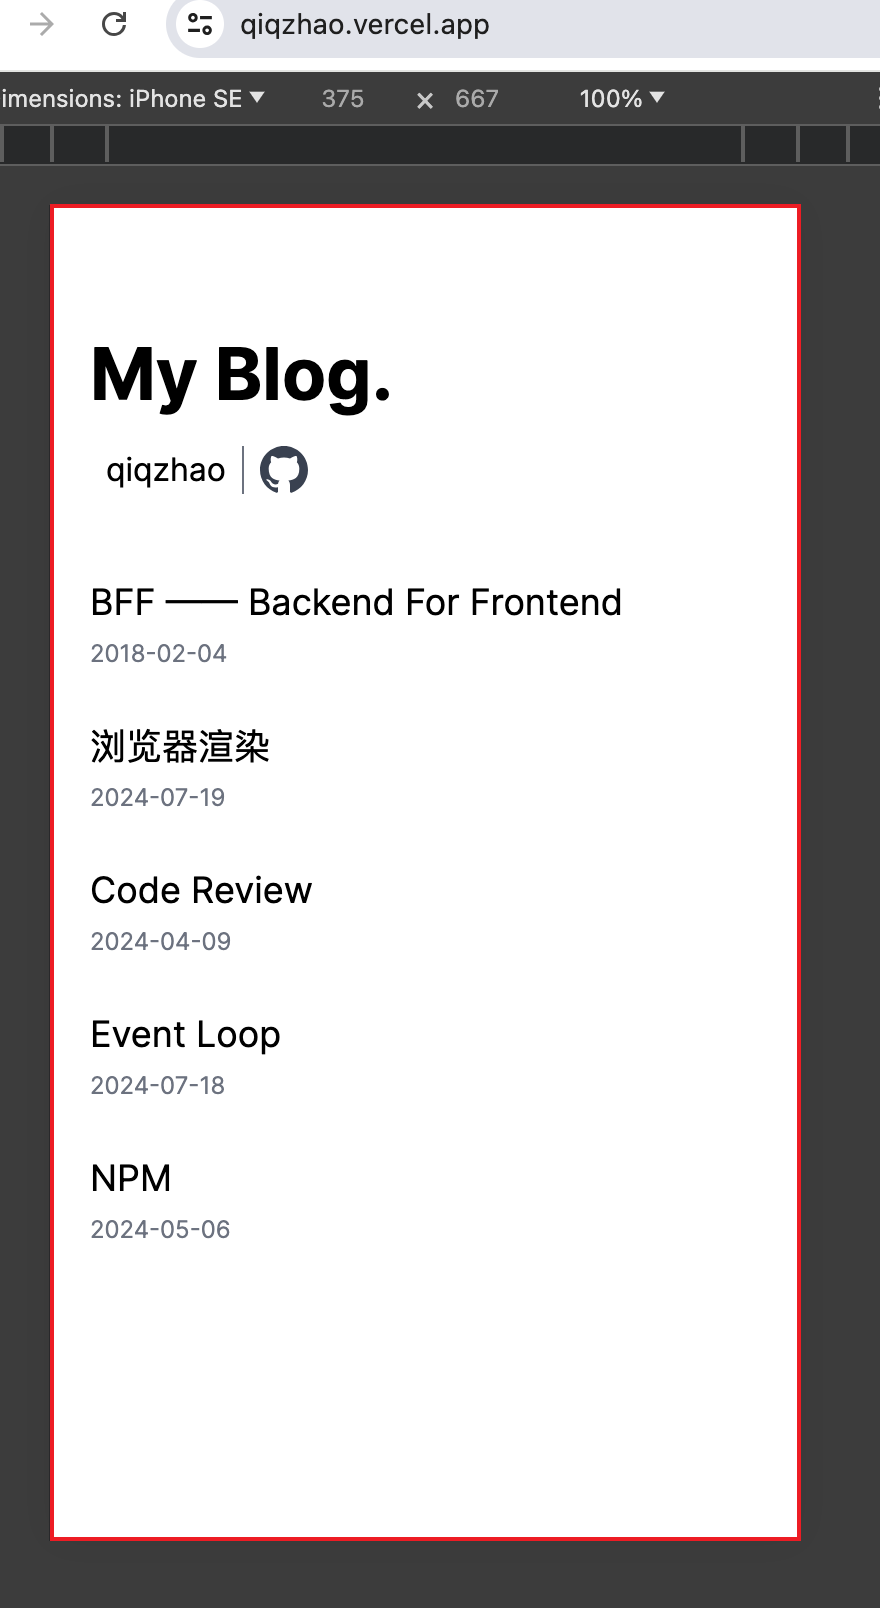 qiqzhao.vercel.app
imensions: iPhone SE 375 × 667 100%
My Blog.
qiqzhao
BFF —— Backend For Frontend
2018-02-04
浏览器渲染
2024-07-19
Code Review
2024-04-09
Event Loop
2024-07-18
NPM
2024-05-06